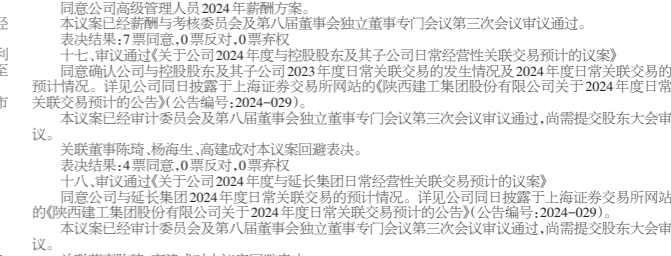 同意公司高级管理人员2024年薪酬方案。
经
本议案已经薪酬与考核委员会及第八届董事会独立董事专门会议第三次会议审议通过。
表决结果:7票同意,0票反对,0票弃权
利
十七、审议通过《关于公司2024年度与控股股东及其子公司日常经营性关联交易预计的议案》
至
同意确认公司与控股股东及其子公司2023年度日常关联交易的发生情况及2024年度日常关联交易的
预计情况。详见公司同日披露于上海证券交易所网站的《陕西建工集团股份有限公司关于2024年度日常
市
关联交易预计的公告》(公告编号:2024-029)。
本议案已经审计委员会及第八届董事会独立董事专门会议第三次会议审议通过,尚需提交股东大会审
议。
关联董事陈琦、杨海生、高建成对本议案回避表决。
表决结果:4票同意,0票反对,0票弃权
十八、审议通过《关于公司2024年度与延长集团日常经营性关联交易预计的议案》
同意公司与延长集团2024年度日常关联交易的预计情况。详见公司同日披露于上海证券交易所网站
的《陕西建工集团股份有限公司关于2024年度日常关联交易预计的公告》(公告编号:2024-029)。
本议案已经审计委员会及第八届董事会独立董事专门会议第三次会议审议通过,尚需提交股东大会审
议。